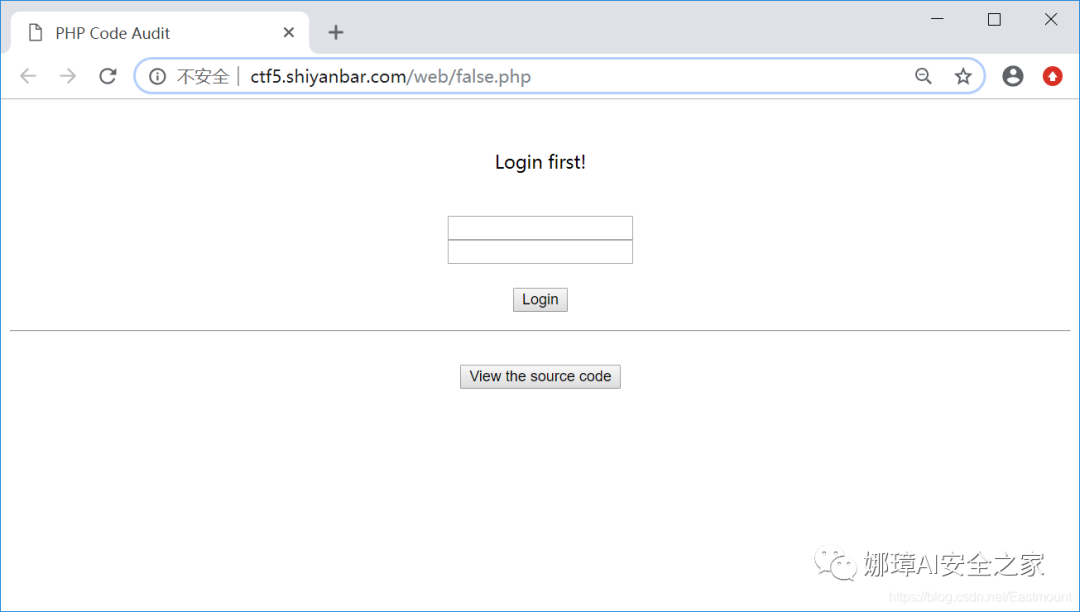 PHP Code Audit
不安全 ctf5.shiyanbar.com/web/false.php
Login first!
Login
View the source code
娜璋AI安全之家
https://blog.csdn.net/Eastmount